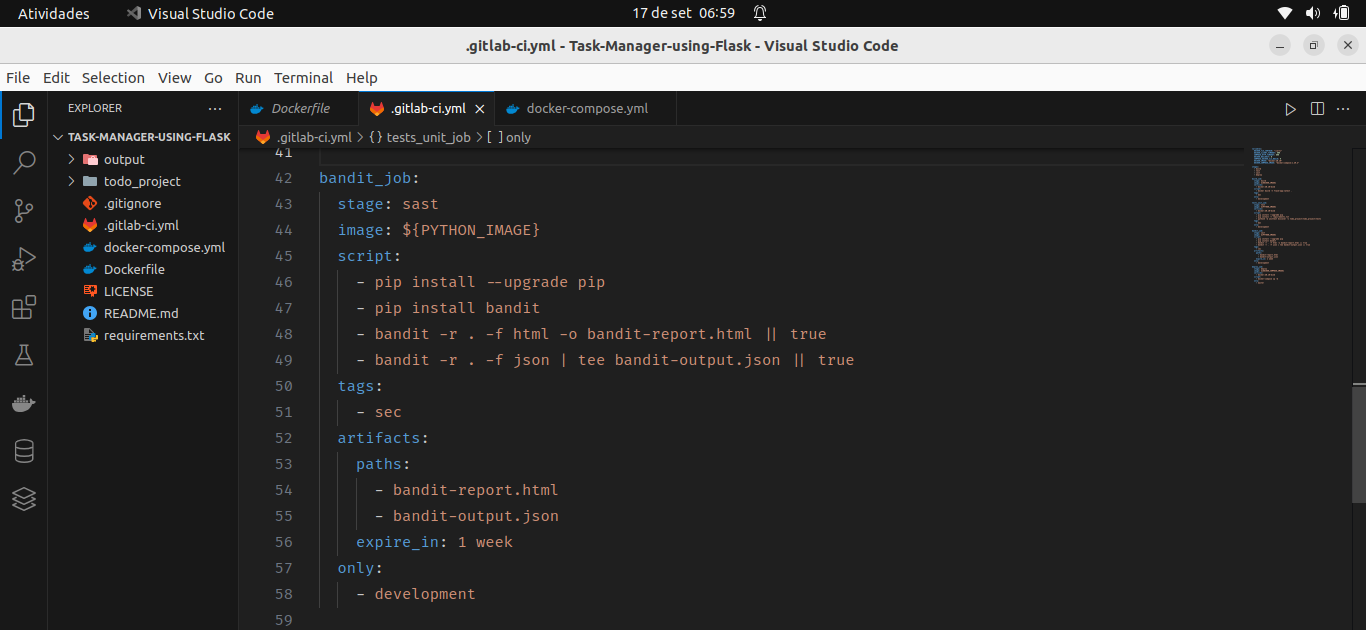 Atividades
Visual Studio Code
17 de set 06:59
.gitlab-ci.yml - Task-Manager-using-Flask - Visual Studio Code
File Edit Selection View Go Run Terminal Help
EXPLORER
TASK-MANAGER-USING-FLASK
output
todo_project
.gitignore
.gitlab-ci.yml
docker-compose.yml
Dockerfile
LICENSE
README.md
requirements.txt
Dockerfile .gitlab-ci.yml docker-compose.yml
.gitlab-ci.yml > {} tests_unit_job > [ ] only
41
42 bandit_job:
43 stage: sast
44 image: ${PYTHON_IMAGE}
45 script:
46 - pip install --upgrade pip
47 - pip install bandit
48 - bandit -r . -f html -o bandit-report.html || true
49 - bandit -r . -f json | tee bandit-output.json || true
50 tags:
51 - sec
52 artifacts:
53 paths:
54 - bandit-report.html
55 - bandit-output.json
56 expire_in: 1 week
57 only:
58 - development
59